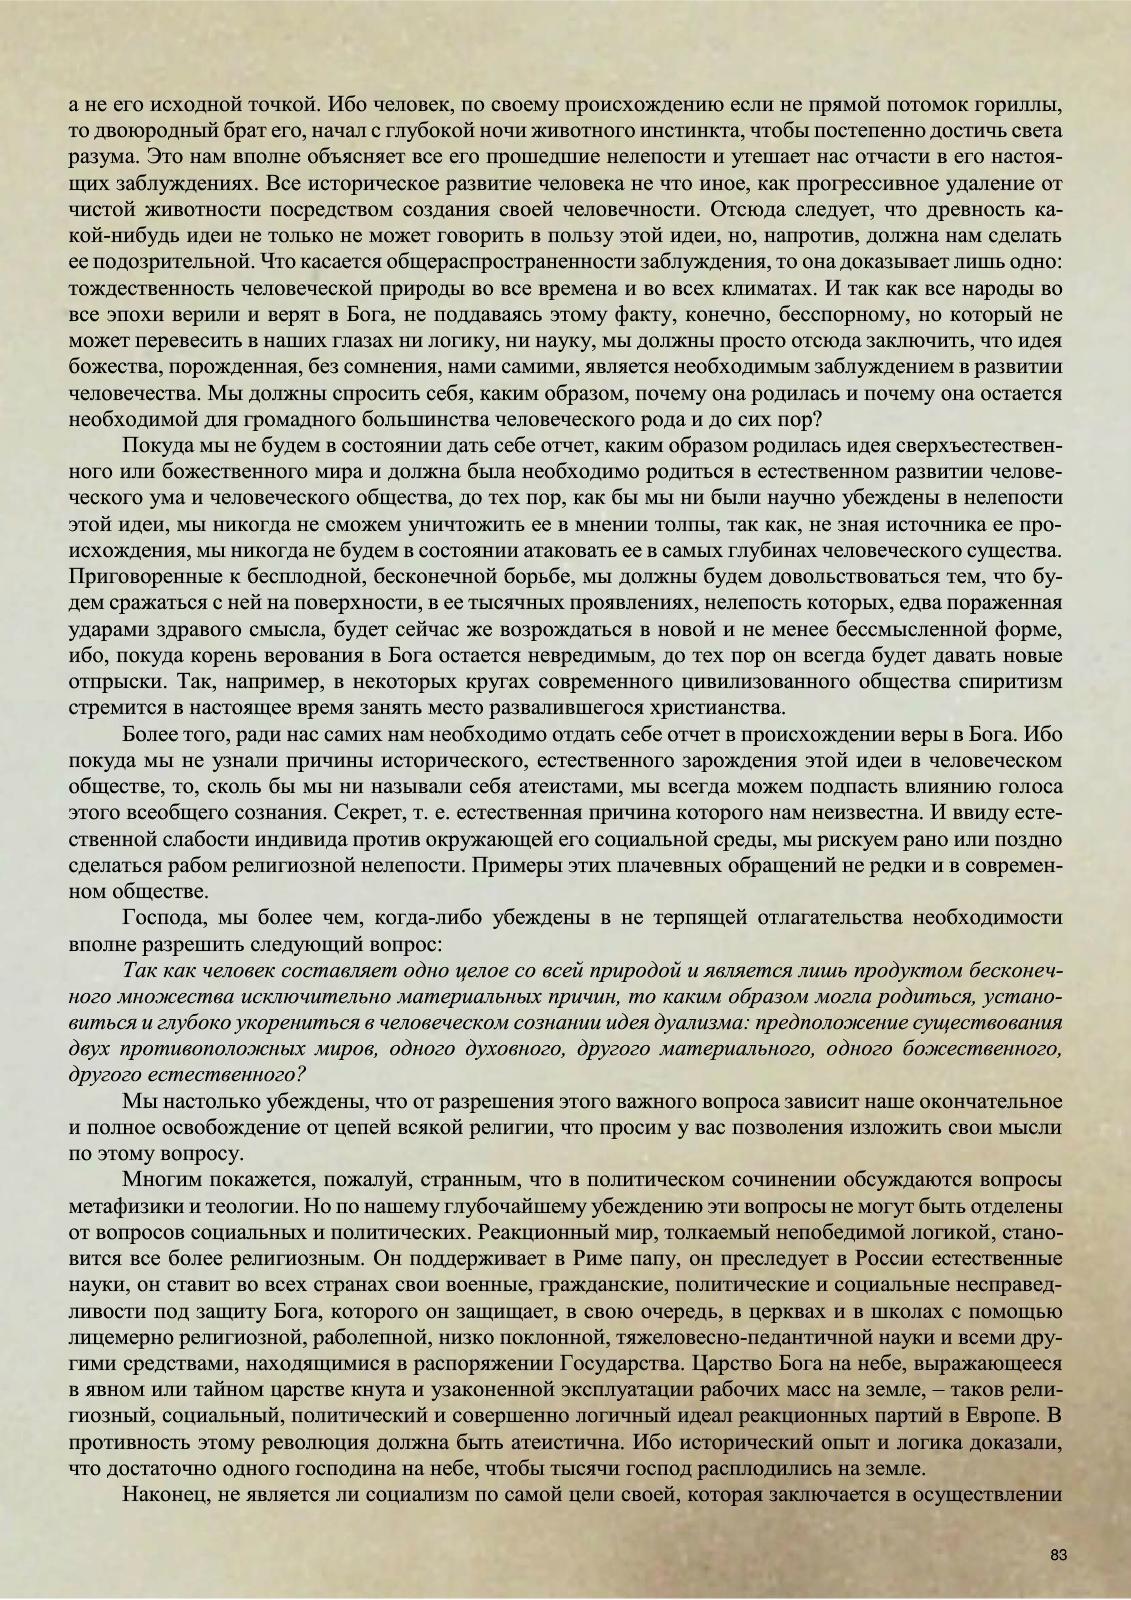 а не его исходной точкой. Ибо человек, по своему происхождению если не прямой потомок гориллы,
то двоюродный брат его, начал с глубокой ночи животного инстинкта, чтобы постепенно достичь света
разума. Это нам вполне объясняет все его прошедшие нелепости и утешает нас отчасти в его настоя-
щих заблуждениях. Все историческое развитие человека не что иное, как прогрессивное удаление от
чистой животности посредством создания своей человечности. Отсюда следует, что древность ка-
кой-нибудь идеи не только не может говорить в пользу этой идеи, но, напротив, должна нам сделать
ее подозрительной. Что касается общераспространенности заблуждения, то она доказывает лишь одно:
тождественность человеческой природы во все времена и во всех климатах. И так как все народы во
все эпохи верили и верят в Бога, не поддаваясь этому факту, конечно, бесспорному, но который не
может перевесить в наших глазах ни логику, ни науку, мы должны просто отсюда заключить, что идея
божества, порожденная, без сомнения, нами самими, является необходимым заблуждением в развитии
человечества. Мы должны спросить себя, каким образом, почему она родилась и почему она остается
необходимой для громадного большинства человеческого рода и до сих пор?
Покуда мы не будем в состоянии дать себе отчет, каким образом родилась идея сверхъестествен-
ного или божественного мира и должна была необходимо родиться в естественном развитии челове-
ческого ума и человеческого общества, до тех пор, как бы мы ни были научно убеждены в нелепости
этой идеи, мы никогда не сможем уничтожить ее в мнении толпы, так как, не зная источника ее про-
исхождения, мы никогда не будем в состоянии атаковать ее в самых глубинах человеческого существа.
Приговоренные к бесплодной, бесконечной борьбе, мы должны будем довольствоваться тем, что бу-
дем сражаться с ней на поверхности, в ее тысячных проявлениях, нелепость которых, едва пораженная
ударами здравого смысла, будет сейчас же возрождаться в новой и не менее бессмысленной форме,
ибо, покуда корень верования в Бога остается невредимым, до тех пор он всегда будет давать новые
отпрыски. Так, например, в некоторых кругах современного цивилизованного общества спиритизм
стремится в настоящее время занять место развалившегося христианства.
Более того, ради нас самих нам необходимо отдать себе отчет в происхождении веры в Бога. Ибо
покуда мы не узнали причины исторического, естественного зарождения этой идеи в человеческом
обществе, то, сколь бы мы ни называли себя атеистами, мы всегда можем подпасть влиянию голоса
этого всеобщего сознания. Секрет, т. е. естественная причина которого нам неизвестна. И ввиду есте-
ственной слабости индивида против окружающей его социальной среды, мы рискуем рано или поздно
сделаться рабом религиозной нелепости. Примеры этих плачевных обращений не редки и в современ-
ном обществе.
Господа, мы более чем, когда-либо убеждены в не терпящей отлагательства необходимости
вполне разрешить следующий вопрос:
Так как человек составляет одно целое со всей природой и является лишь продуктом бесконеч-
ного множества исключительно материальных причин, то каким образом могла родиться, устано-
виться и глубоко укорениться в человеческом сознании идея дуализма: предположение существования
двух противоположных миров, одного духовного, другого материального, одного божественного,
другого естественного?
Мы настолько убеждены, что от разрешения этого важного вопроса зависит наше окончательное
и полное освобождение от цепей всякой религии, что просим у вас позволения изложить свои мысли
по этому вопросу.
Многим покажется, пожалуй, странным, что в политическом сочинении обсуждаются вопросы
метафизики и теологии. Но по нашему глубочайшему убеждению эти вопросы не могут быть отделены
от вопросов социальных и политических. Реакционный мир, толкаемый непобедимой логикой, стано-
вится все более религиозным. Он поддерживает в Риме папу, он преследует в России естественные
науки, он ставит во всех странах свои военные, гражданские, политические и социальные несправед-
ливости под защиту Бога, которого он защищает, в свою очередь, в церквах и в школах с помощью
лицемерно религиозной, раболепной, низко поклонной, тяжеловесно-педантичной науки и всеми дру-
гими средствами, находящимися в распоряжении Государства. Царство Бога на небе, выражающееся
в явном или тайном царстве кнута и узаконенной эксплуатации рабочих масс на земле, – таков рели-
гиозный, социальный, политический и совершенно логичный идеал реакционных партий в Европе. В
противность этому революция должна быть атеистична. Ибо исторический опыт и логика доказали,
что достаточно одного господина на небе, чтобы тысячи господ расплодились на земле.
Наконец, не является ли социализм по самой цели своей, которая заключается в осуществлении
83